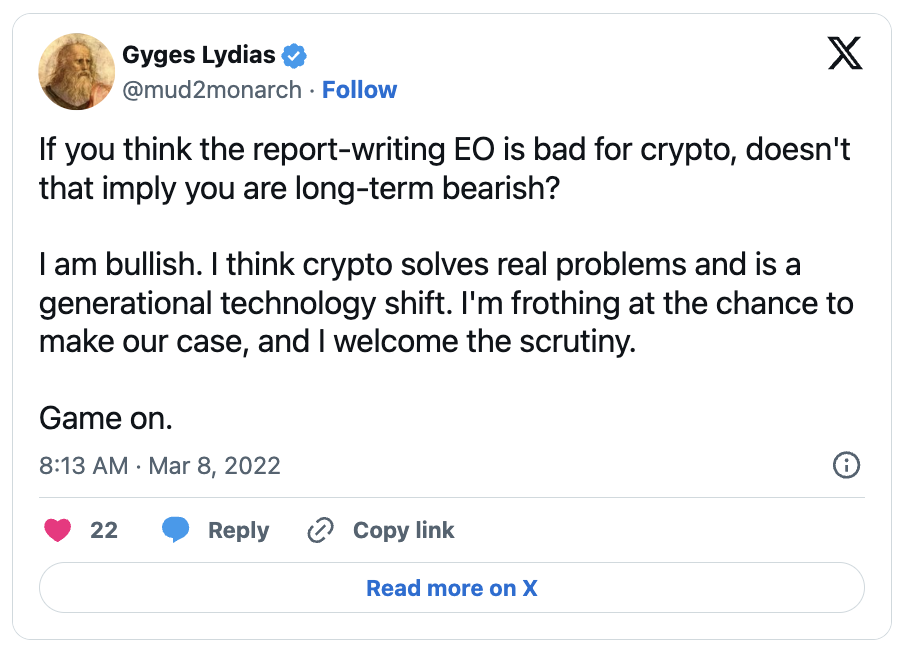 Gyges Lydias
@mud2monarch · Follow
If you think the report-writing EO is bad for crypto, doesn't
that imply you are long-term bearish?
I am bullish. I think crypto solves real problems and is a
generational technology shift. I'm frothing at the chance to
make our case, and I welcome the scrutiny.
Game on.
8:13 AM · Mar 8, 2022
22 Reply Copy link
Read more on X